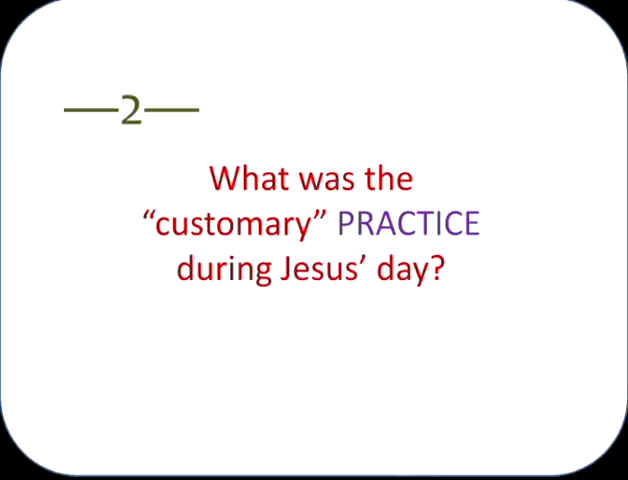 —2—
What was the
“customary” PRACTICE
during Jesus’ day?